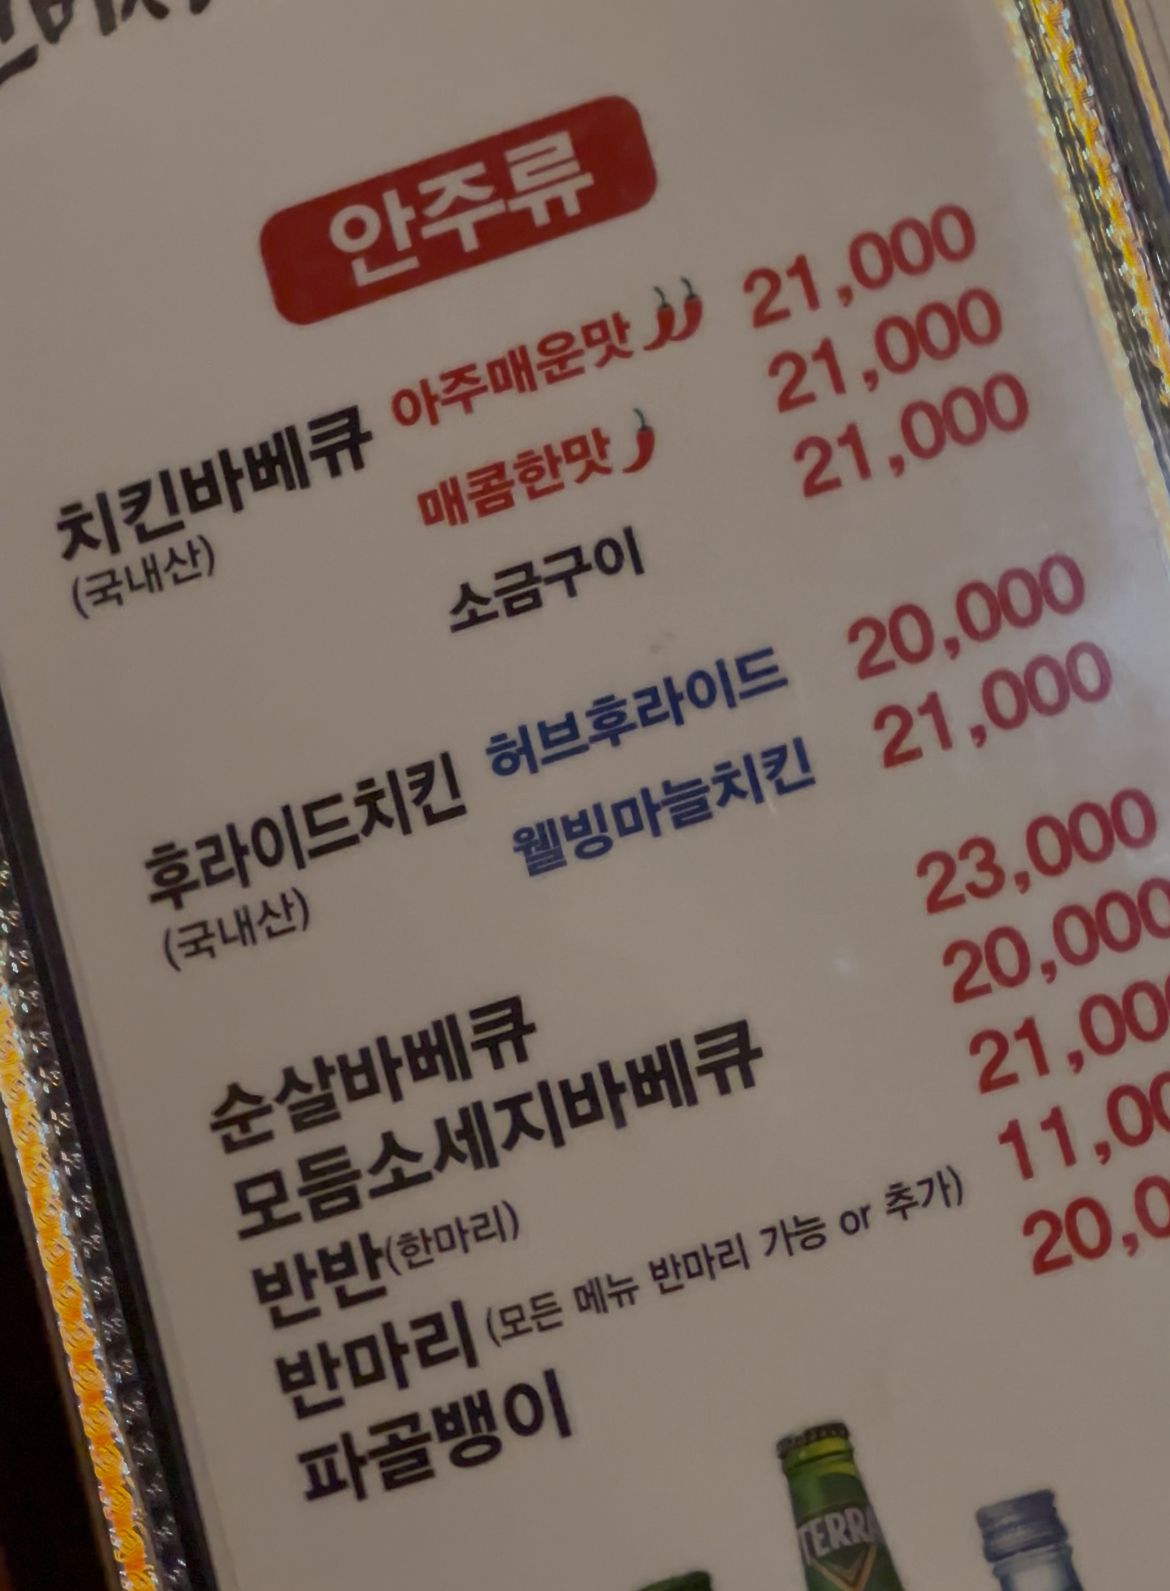 안주류
치킨바베큐 아주매운맛 21,000
(국내산) 매콤한맛 21,000
소금구이 21,000
후라이드치킨 허브후라이드 20,000
(국내산) 웰빙마늘치킨 21,000
순살바베큐 23,000
모듬소세지바베큐 20,000
반반(한마리) 21,00
반마리(모든 메뉴 반마리 가능 or 추가) 11,00
파골뱅이 20,0
TERRA